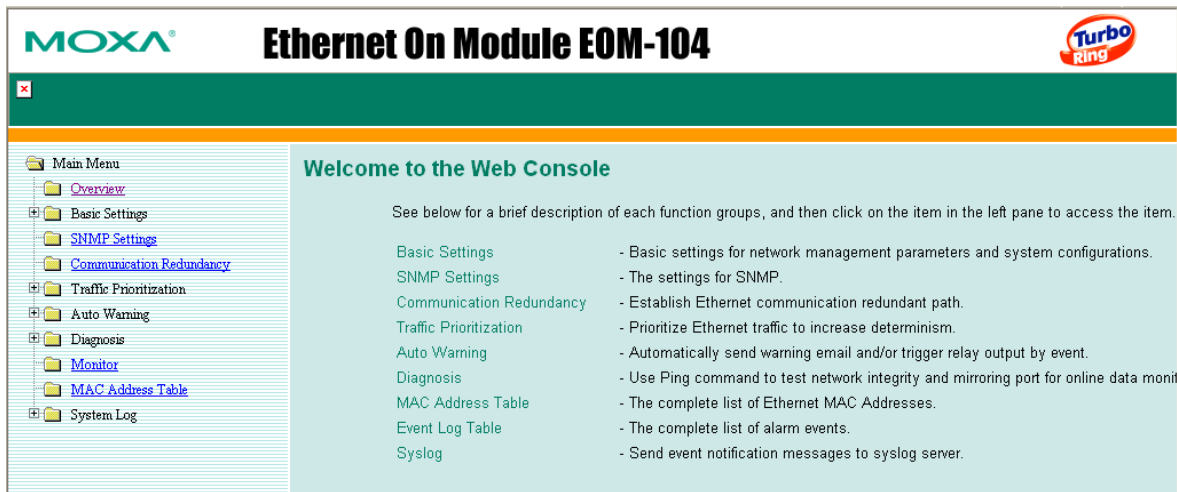 MOXA®
Ethernet On Module EOM-104
Turbo
Ring
Main Menu
Overview
Basic Settings
SNMP Settings
Communication Redundancy
Traffic Prioritization
Auto Warning
Diagnosis
Monitor
MAC Address Table
System Log
Welcome to the Web Console
See below for a brief description of each function groups, and then click on the item in the left pane to access the item.
Basic Settings - Basic settings for network management parameters and system configurations.
SNMP Settings - The settings for SNMP.
Communication Redundancy - Establish Ethernet communication redundant path.
Traffic Prioritization - Prioritize Ethernet traffic to increase determinism.
Auto Warning - Automatically send warning email and/or trigger relay output by event.
Diagnosis - Use Ping command to test network integrity and mirroring port for online data monit
MAC Address Table - The complete list of Ethernet MAC Addresses.
Event Log Table - The complete list of alarm events.
Syslog - Send event notification messages to syslog server.